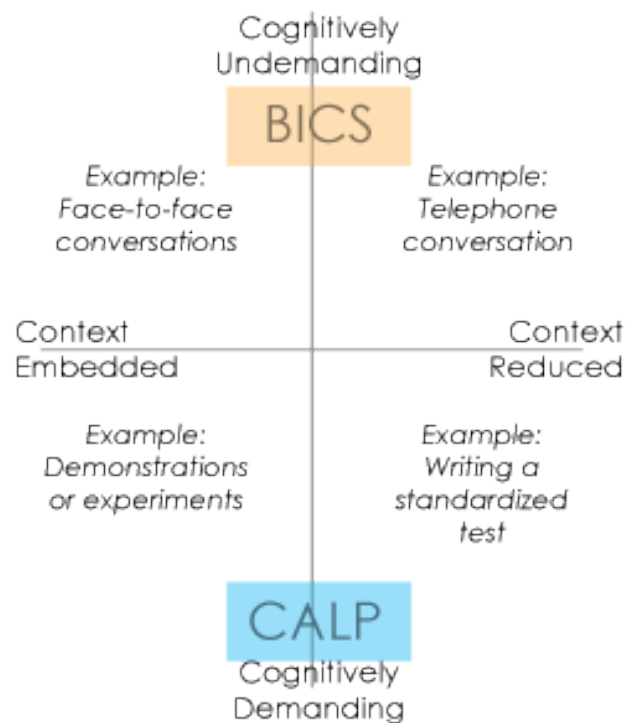 Cognitively
Undemanding
BICS
Example:
Face-to-face
conversations
Example:
Telephone
conversation
Context
Embedded
Context
Reduced
Example:
Demonstrations
or experiments
Example:
Writing a
standardized
test
CALP
Cognitively
Demanding